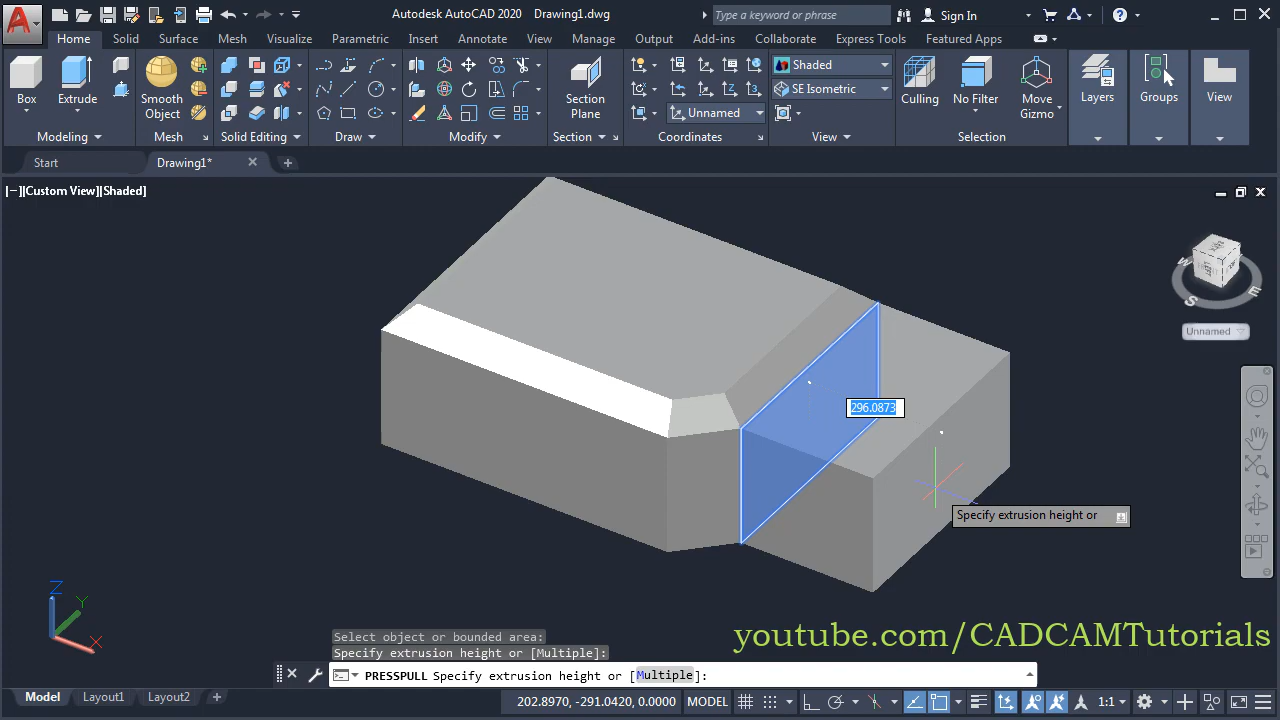 Autodesk AutoCAD 2020 Drawing1.dwg
Type a keyword or phrase
Sign In
Home Solid Surface Mesh Visualize Parametric Insert Annotate View Manage Output Add-ins Collaborate Express Tools Featured Apps
Box Extrude Smooth Object Section Plane Culling No Filter Move Gizmo Layers Groups View
Shaded
SE Isometric
Unnamed
Modeling Mesh Solid Editing Draw Modify Section Coordinates View Selection
Start Drawing1*
[−][Custom View][Shaded]
W S E
Unnamed
296.0873
Specify extrusion height or
Z Y X
Select object or bounded area:
Specify extrusion height or [Multiple]:
youtube.com/CADCAMTutorials
PRESSPULL Specify extrusion height or [Multiple]:
Model Layout1 Layout2
202.8972, -291.0420, 0.0000 MODEL 1:1